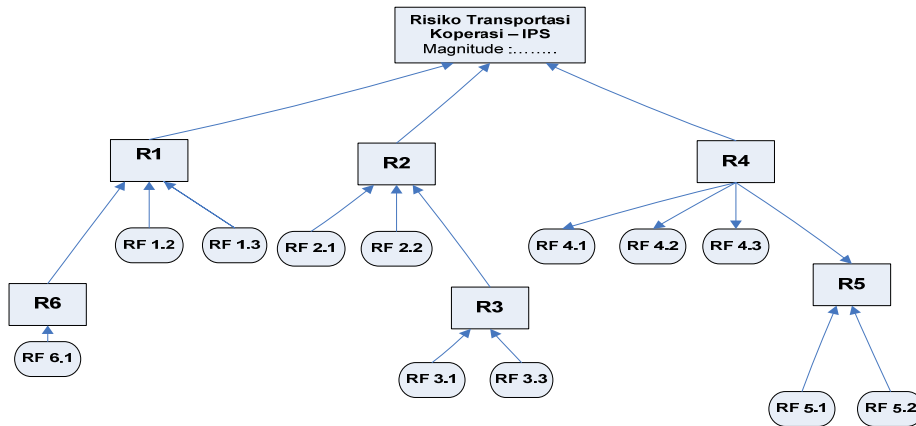 Risiko Transportasi
Koperasi – IPS
Magnitude :........
R1
R2
R4
RF 1.2
RF 1.3
RF 2.1
RF 2.2
RF 4.1
RF 4.2
RF 4.3
R6
R3
R5
RF 6.1
RF 3.1
RF 3.3
RF 5.1
RF 5.2